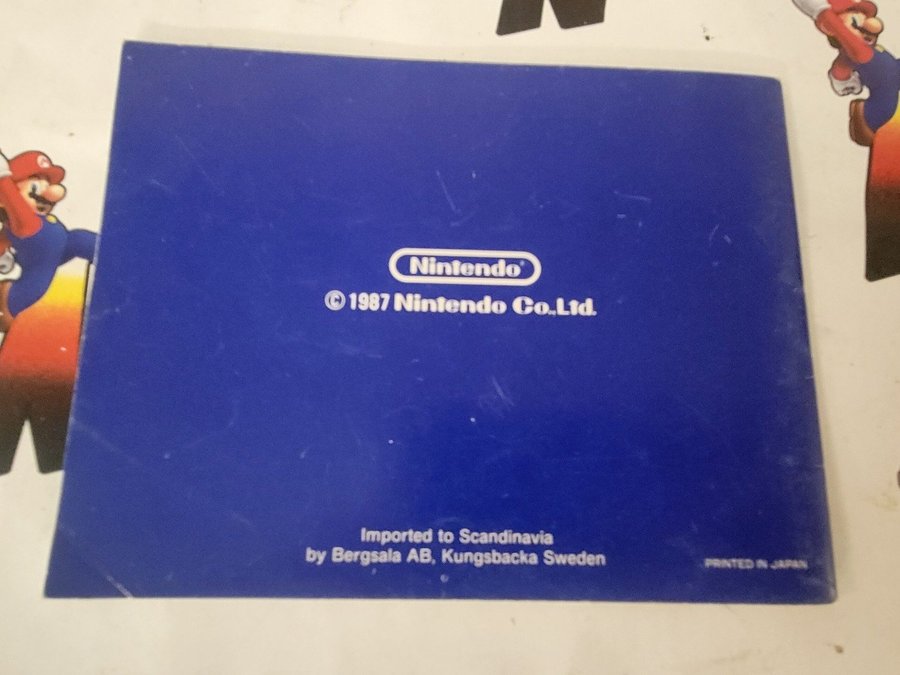 Nintendo®
© 1987 Nintendo Co.,Ltd.
Imported to Scandinavia
by Bergsala AB, Kungsbacka Sweden
PRINTED IN JAPAN